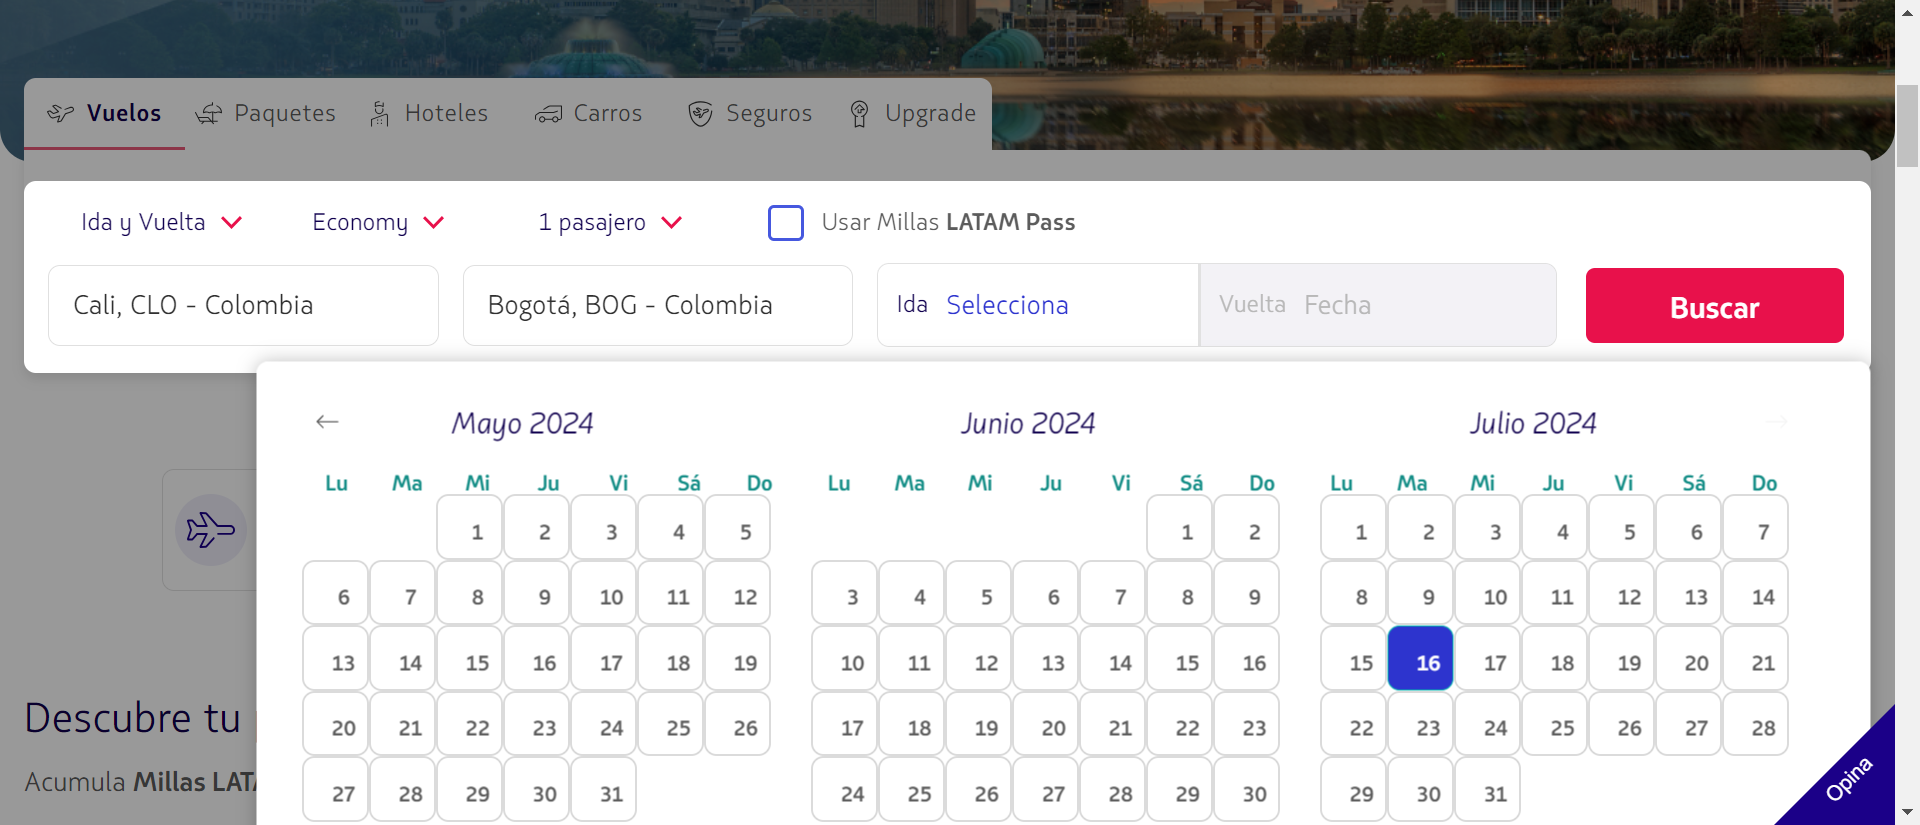 Vuelos Paquetes Hoteles Carros Seguros Upgrade
Ida y Vuelta Economy 1 pasajero Usar Millas LATAM Pass
Cali, CLO - Colombia Bogotá, BOG - Colombia Ida Selecciona Vuelta Fecha Buscar
Mayo 2024 Junio 2024 Julio 2024
Lu Ma Mi Ju Vi Sá Do Lu Ma Mi Ju Vi Sá Do Lu Ma Mi Ju Vi Sá Do
1 2 3 4 5 1 2 1 2 3 4 5 6 7
6 7 8 9 10 11 12 3 4 5 6 7 8 9 8 9 10 11 12 13 14
13 14 15 16 17 18 19 10 11 12 13 14 15 16 15 16 17 18 19 20 21
20 21 22 23 24 25 26 17 18 19 20 21 22 23 22 23 24 25 26 27 28
27 28 29 30 31 24 25 26 27 28 29 30 29 30 31
Descubre tu
Acumula Millas
Opina